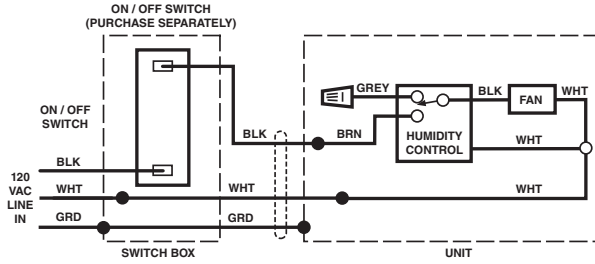 ON / OFF SWITCH
(PURCHASE SEPARATELY)
ON / OFF
SWITCH
BLK
120
VAC
LINE
IN
WHT
GRD
WHT
GRD
BLK
BRN
GREY
HUMIDITY
CONTROL
BLK
FAN
WHT
WHT
WHT
SWITCH BOX
UNIT